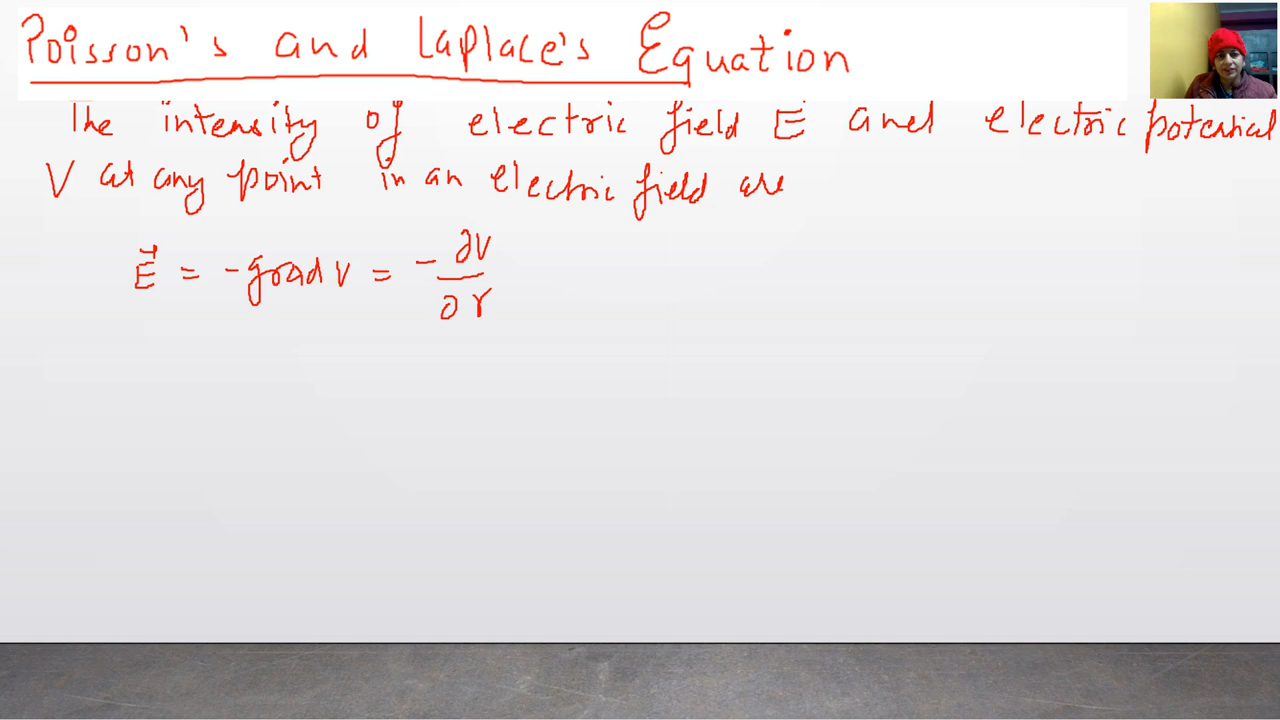 Poisson's and Laplace's Equation
The intensity of electric field E and electric potential
V at any point in an electric field are
E⃗ = -grad V = - ∂V/∂r